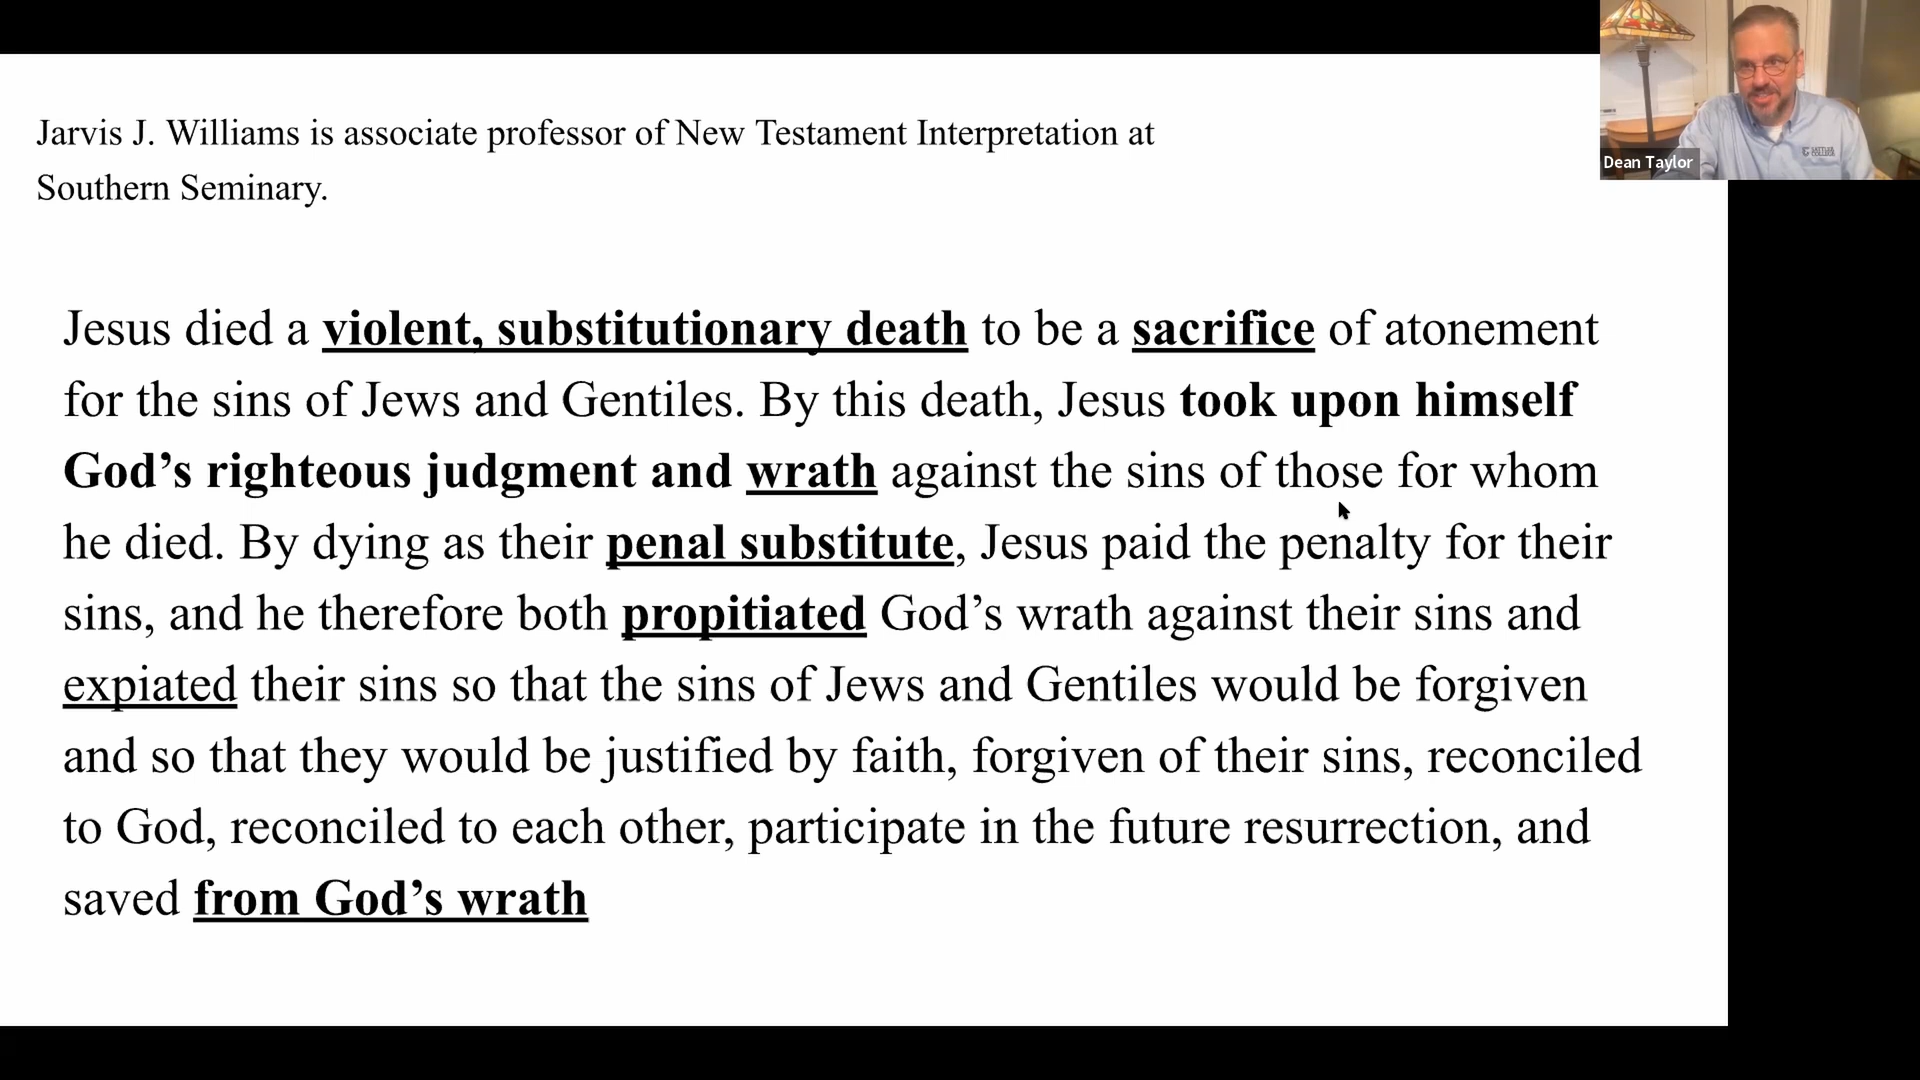 Jarvis J. Williams is associate professor of New Testament Interpretation at
Southern Seminary.
Dean Taylor
Jesus died a violent, substitutionary death to be a sacrifice of atonement
for the sins of Jews and Gentiles. By this death, Jesus took upon himself
God’s righteous judgment and wrath against the sins of those for whom
he died. By dying as their penal substitute, Jesus paid the penalty for their
sins, and he therefore both propitiated God’s wrath against their sins and
expiated their sins so that the sins of Jews and Gentiles would be forgiven
and so that they would be justified by faith, forgiven of their sins, reconciled
to God, reconciled to each other, participate in the future resurrection, and
saved from God’s wrath